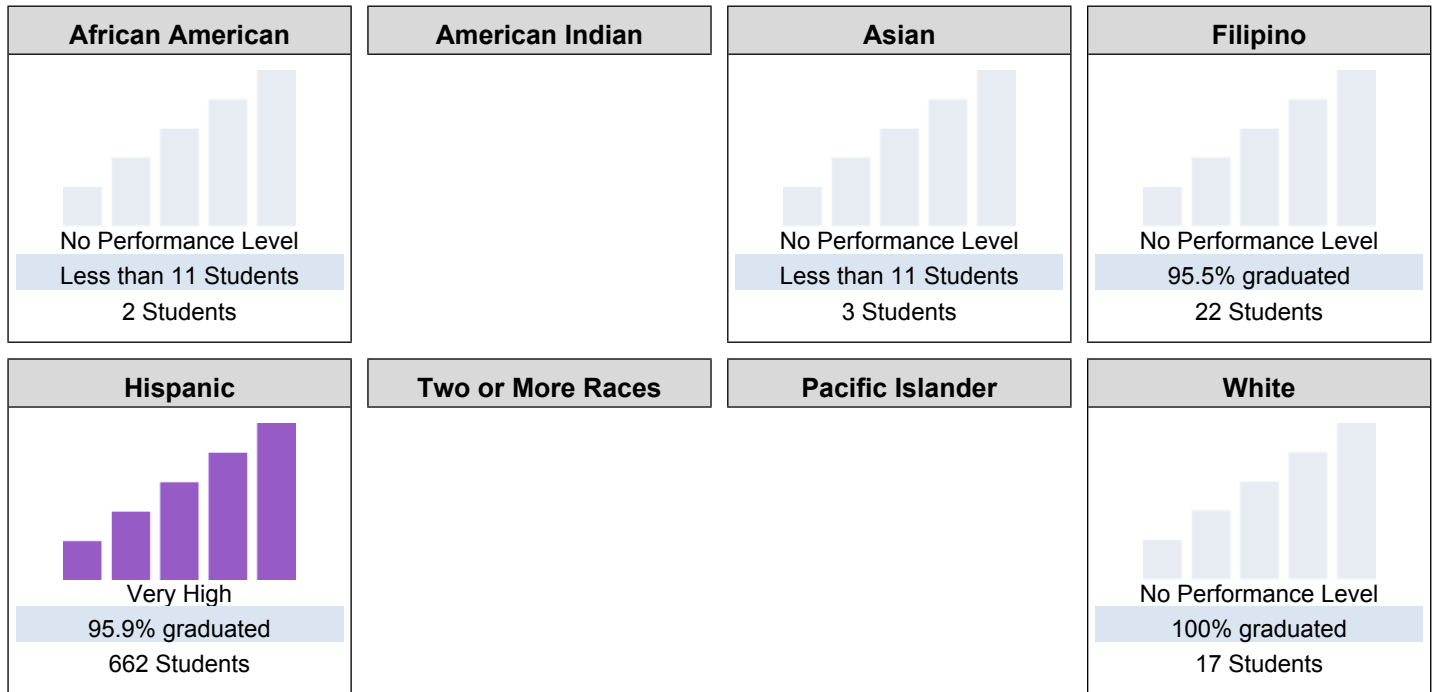 African American
American Indian
Asian
Filipino
No Performance Level
Less than 11 Students
2 Students
No Performance Level
Less than 11 Students
3 Students
No Performance Level
95.5% graduated
22 Students
Hispanic
Two or More Races
Pacific Islander
White
Very High
95.9% graduated
662 Students
No Performance Level
100% graduated
17 Students